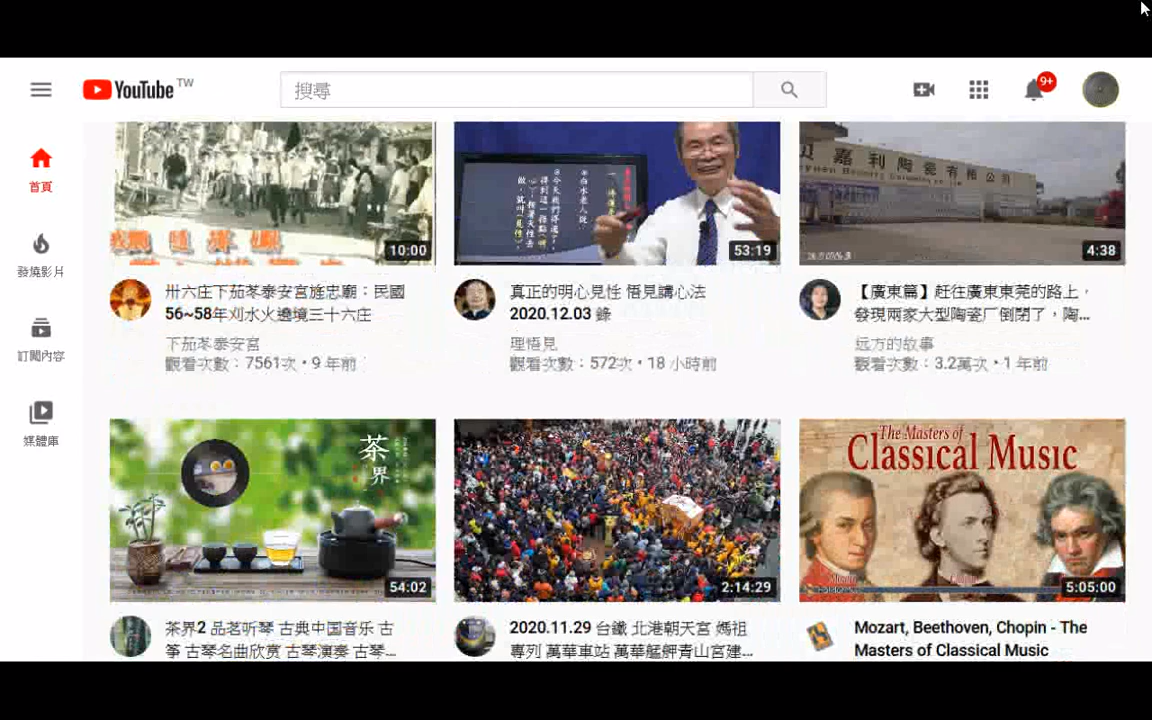 YouTube TW
搜尋
9+
首頁
發燒影片
訂閱內容
媒體庫
10:00
53:19
嘉利陶瓷有限公司
4:38
卅六庄下茄苳泰安宮旌忠廟：民國
56~58年刈水火遶境三十六庄
下茄苳泰安宮
觀看次數：7561次 • 9 年前
真正的明心見性 悟見講心法
2020.12.03 錄
理悟見
觀看次數：572次 • 18 小時前
【廣東篇】赶往廣東東莞的路上，
發現兩家大型陶瓷厂倒閉了，陶...
远方的故事
觀看次數：3.2萬次 • 1 年前
茶界
54:02
2:14:29
The Masters of
Classical Music
5:05:00
茶界2 品茗听琴 古典中国音乐 古
筝 古琴名曲欣赏 古琴演奏 古琴...
2020.11.29 台鐵 北港朝天宮 媽祖
專列 萬華車站 萬華艋舺青山宮建...
Mozart, Beethoven, Chopin - The
Masters of Classical Music